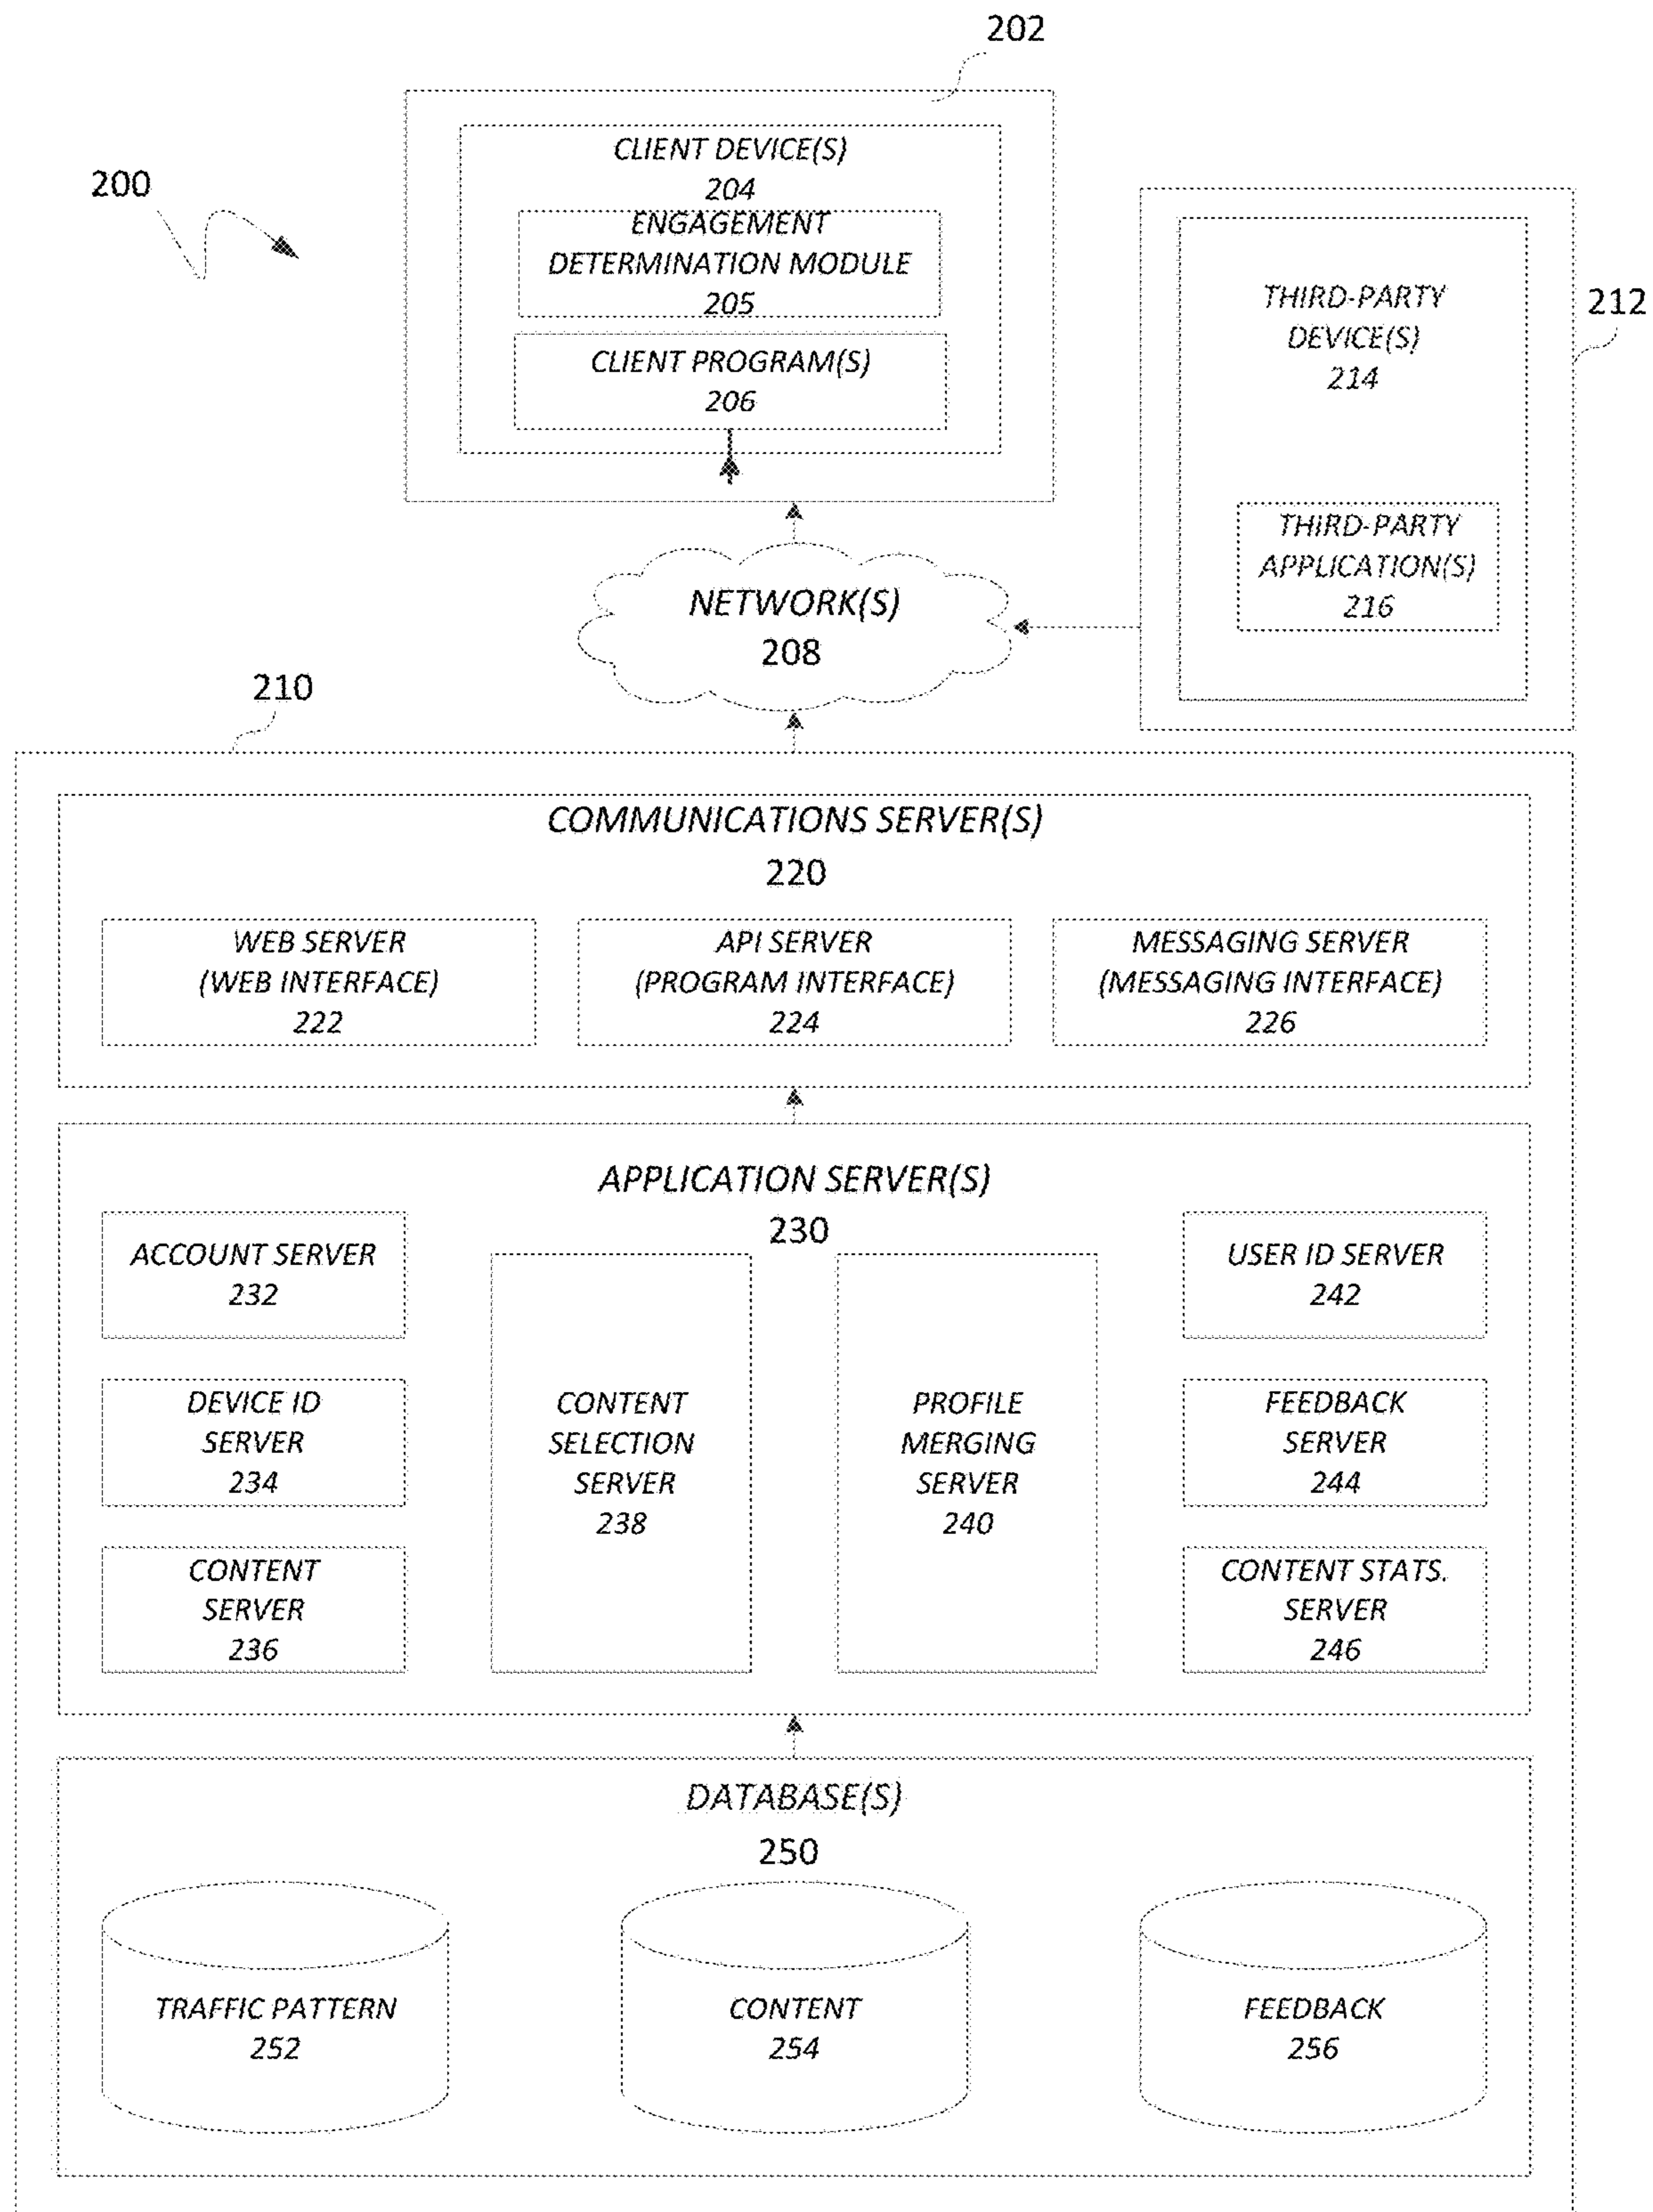 202
200
CLIENT DEVICE(S)
204
ENGAGEMENT
DETERMINATION MODULE
205
CLIENT PROGRAM(S)
206
212
THIRD-PARTY
DEVICE(S)
214
THIRD-PARTY
APPLICATION(S)
216
NETWORK(S)
208
210
COMMUNICATIONS SERVER(S)
220
WEB SERVER
(WEB INTERFACE)
222
API SERVER
(PROGRAM INTERFACE)
224
MESSAGING SERVER
(MESSAGING INTERFACE)
226
APPLICATION SERVER(S)
230
ACCOUNT SERVER
232
DEVICE ID
SERVER
234
CONTENT
SERVER
236
CONTENT
SELECTION
SERVER
238
PROFILE
MERGING
SERVER
240
USER ID SERVER
242
FEEDBACK
SERVER
244
CONTENT STATS.
SERVER
246
DATABASE(S)
250
TRAFFIC PATTERN
252
CONTENT
254
FEEDBACK
256